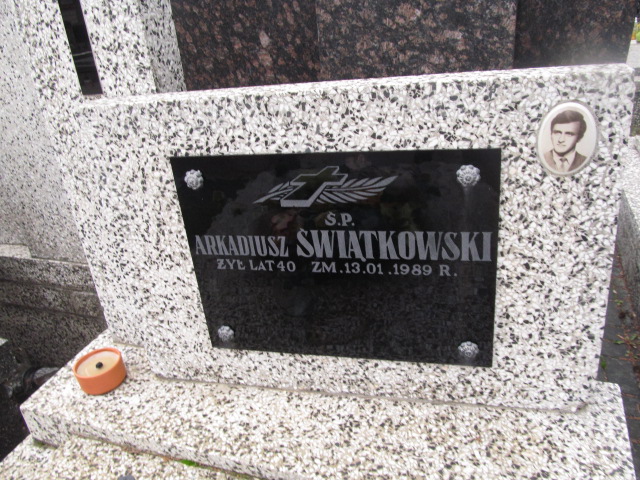 Ś.P.
ARKADIUSZ ŚWIĄTKOWSKI
ŻYŁ LAT 40 ZM.13.01.1989 R.